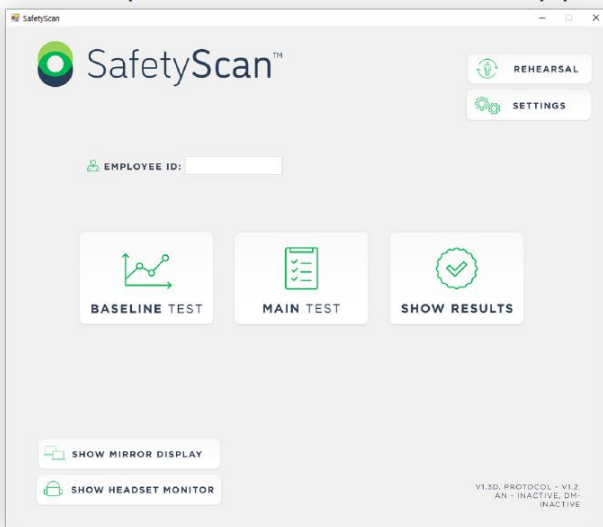 SafetyScan
SafetyScan™
REHEARSAL
SETTINGS
EMPLOYEE ID:
BASELINE TEST
MAIN TEST
SHOW RESULTS
SHOW MIRROR DISPLAY
SHOW HEADSET MONITOR
V1.3D, PROTOCOL - V1.2,
AN - INACTIVE, DM-
INACTIVE